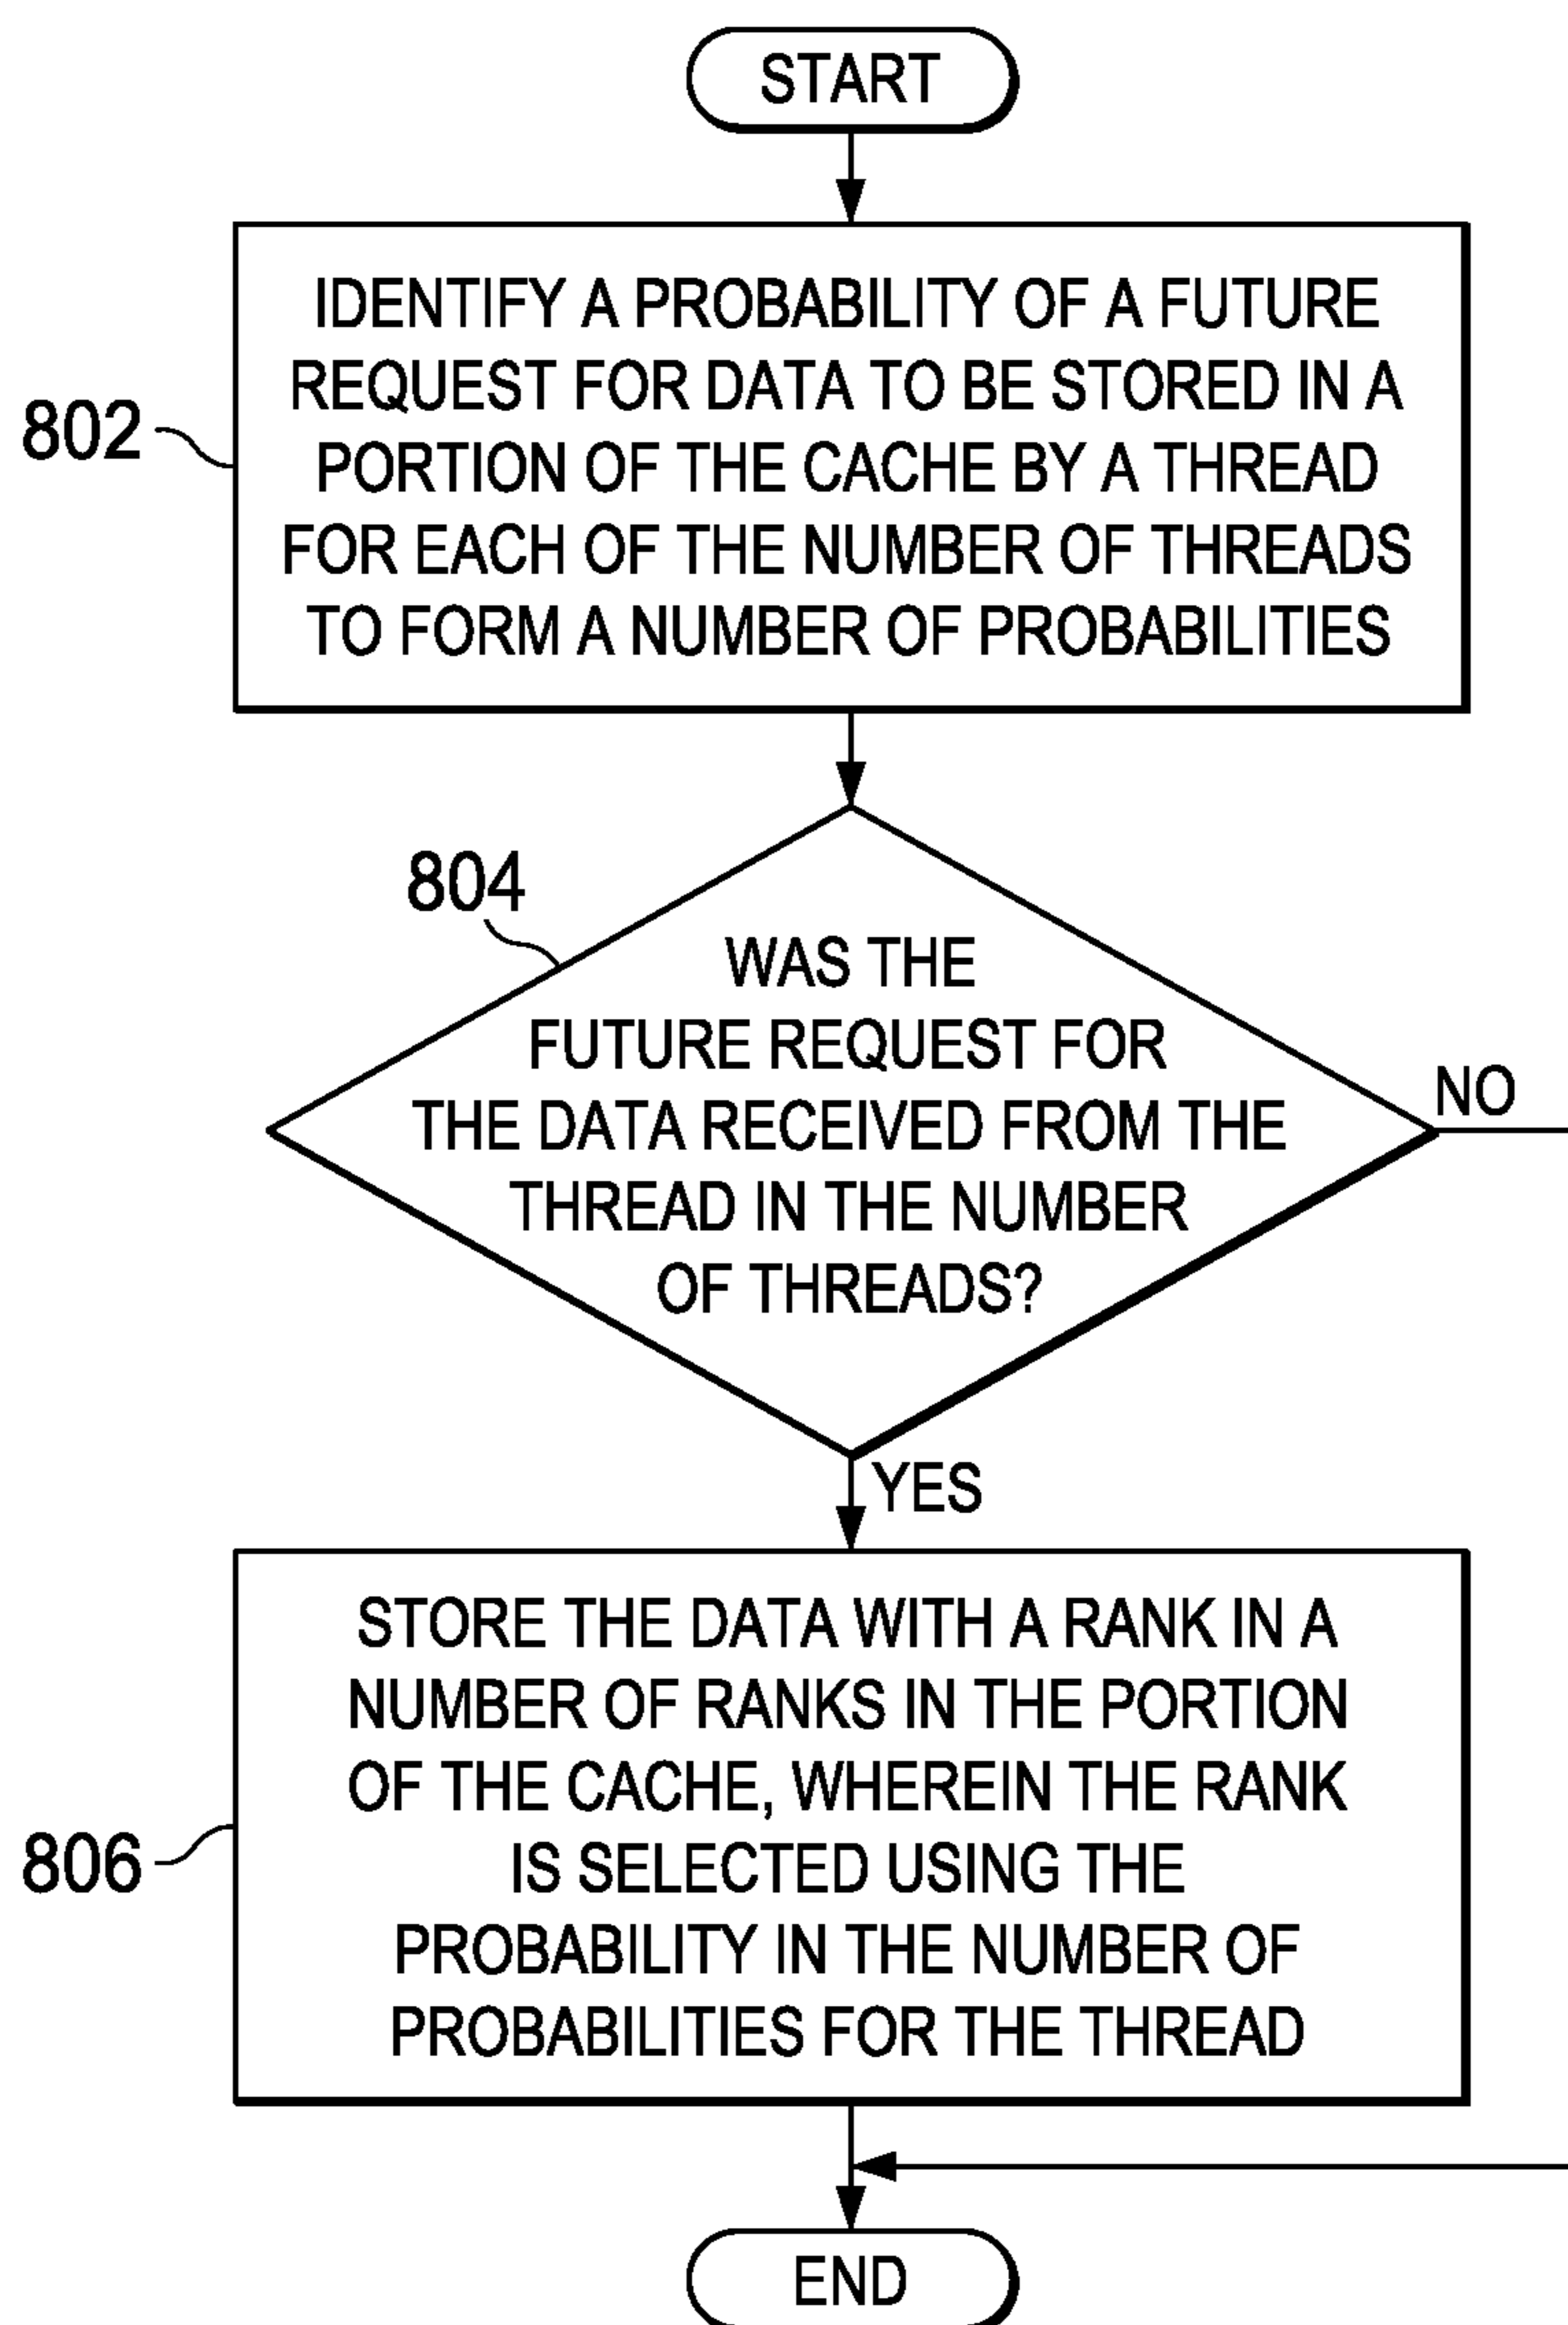 START
IDENTIFY A PROBABILITY OF A FUTURE
REQUEST FOR DATA TO BE STORED IN A
PORTION OF THE CACHE BY A THREAD
FOR EACH OF THE NUMBER OF THREADS
TO FORM A NUMBER OF PROBABILITIES
802
804
WAS THE
FUTURE REQUEST FOR
THE DATA RECEIVED FROM THE
THREAD IN THE NUMBER
OF THREADS?
NO
YES
STORE THE DATA WITH A RANK IN A
NUMBER OF RANKS IN THE PORTION
OF THE CACHE, WHEREIN THE RANK
IS SELECTED USING THE
PROBABILITY IN THE NUMBER OF
PROBABILITIES FOR THE THREAD
806
END